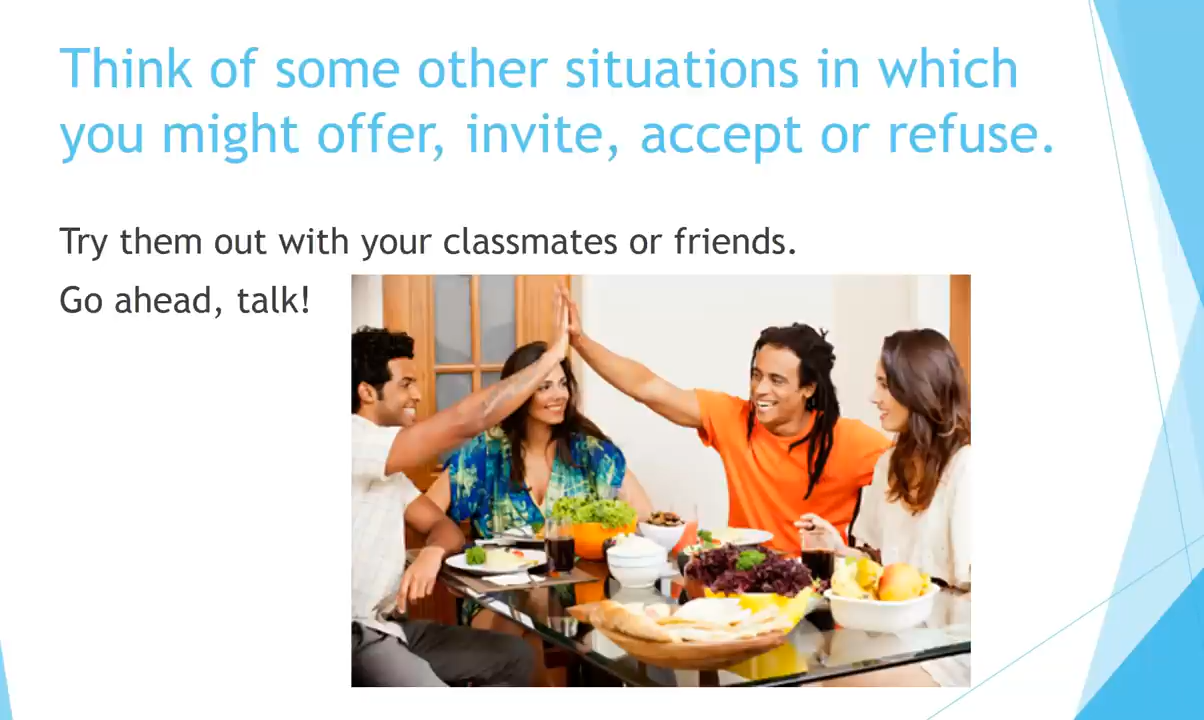 Think of some other situations in which
you might offer, invite, accept or refuse.
Try them out with your classmates or friends.
Go ahead, talk!